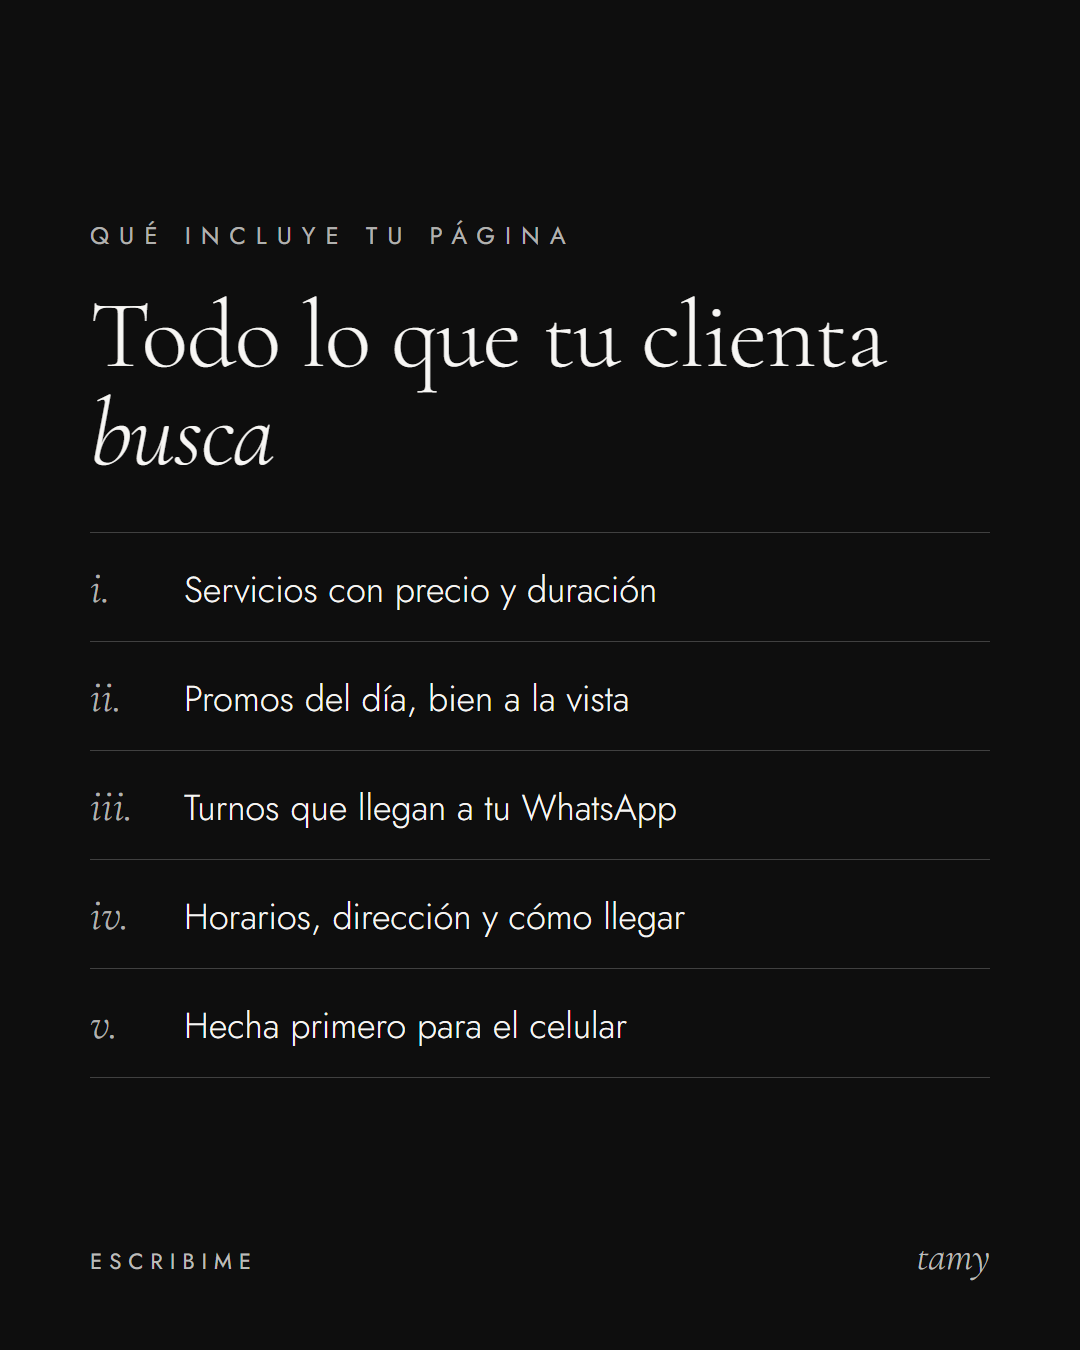 QUÉ INCLUYE TU PÁGINA
Todo lo que tu clienta
busca
i. Servicios con precio y duración
ii. Promos del día, bien a la vista
iii. Turnos que llegan a tu WhatsApp
iv. Horarios, dirección y cómo llegar
v. Hecha primero para el celular
ESCRIBIME tamy